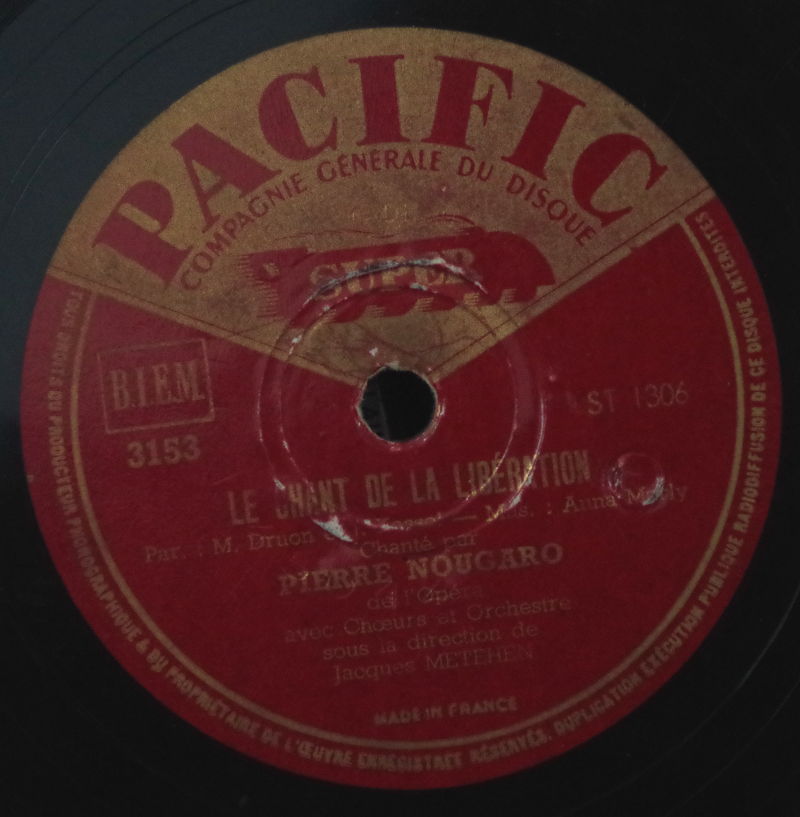 PACIFIC
COMPAGNIE GÉNÉRALE DU DISQUE
SUPER
B.I.E.M.
3153
ST 1306
LE CHANT DE LA LIBÉRATION
Par. : M. Druon — Mus. : Anna Marly
Chanté par
PIERRE NOUGARO
de l'Opéra
avec Chœurs et Orchestre
sous la direction de
Jacques METEHEN
MADE IN FRANCE
TOUS DROITS DU PRODUCTEUR PHONOGRAPHIQUE & DU PROPRIÉTAIRE DE L'ŒUVRE ENREGISTRÉE RÉSERVÉS. DUPLICATION EXÉCUTION PUBLIQUE RADIODIFFUSION DE CE DISQUE INTERDITES